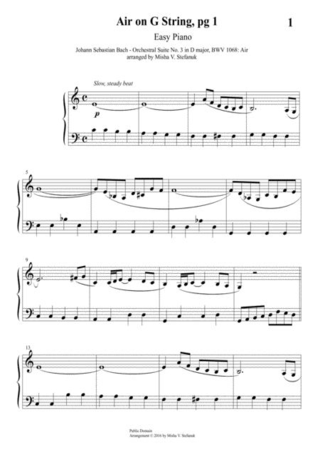 Air on G String, pg 1
1
Easy Piano
Johann Sebastian Bach - Orchestral Suite No. 3 in D major, BWV 1068: Air
arranged by Misha V. Stefanuk
Slow, steady beat
p
5
9
13
Public Domain
Arrangement © 2016 by Misha V. Stefanuk